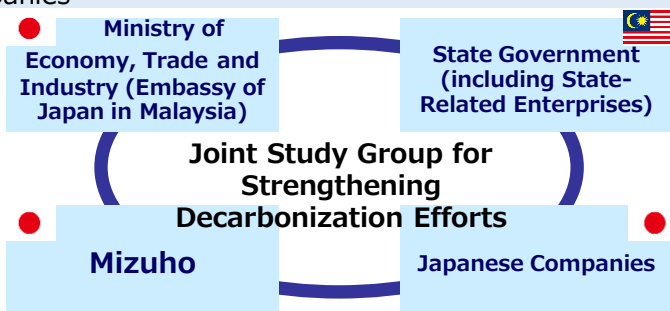 panies
Ministry of
Economy, Trade and
Industry (Embassy of
Japan in Malaysia)
State Government
(including State-
Related Enterprises)
Joint Study Group for
Strengthening
Decarbonization Efforts
Mizuho
Japanese Companies